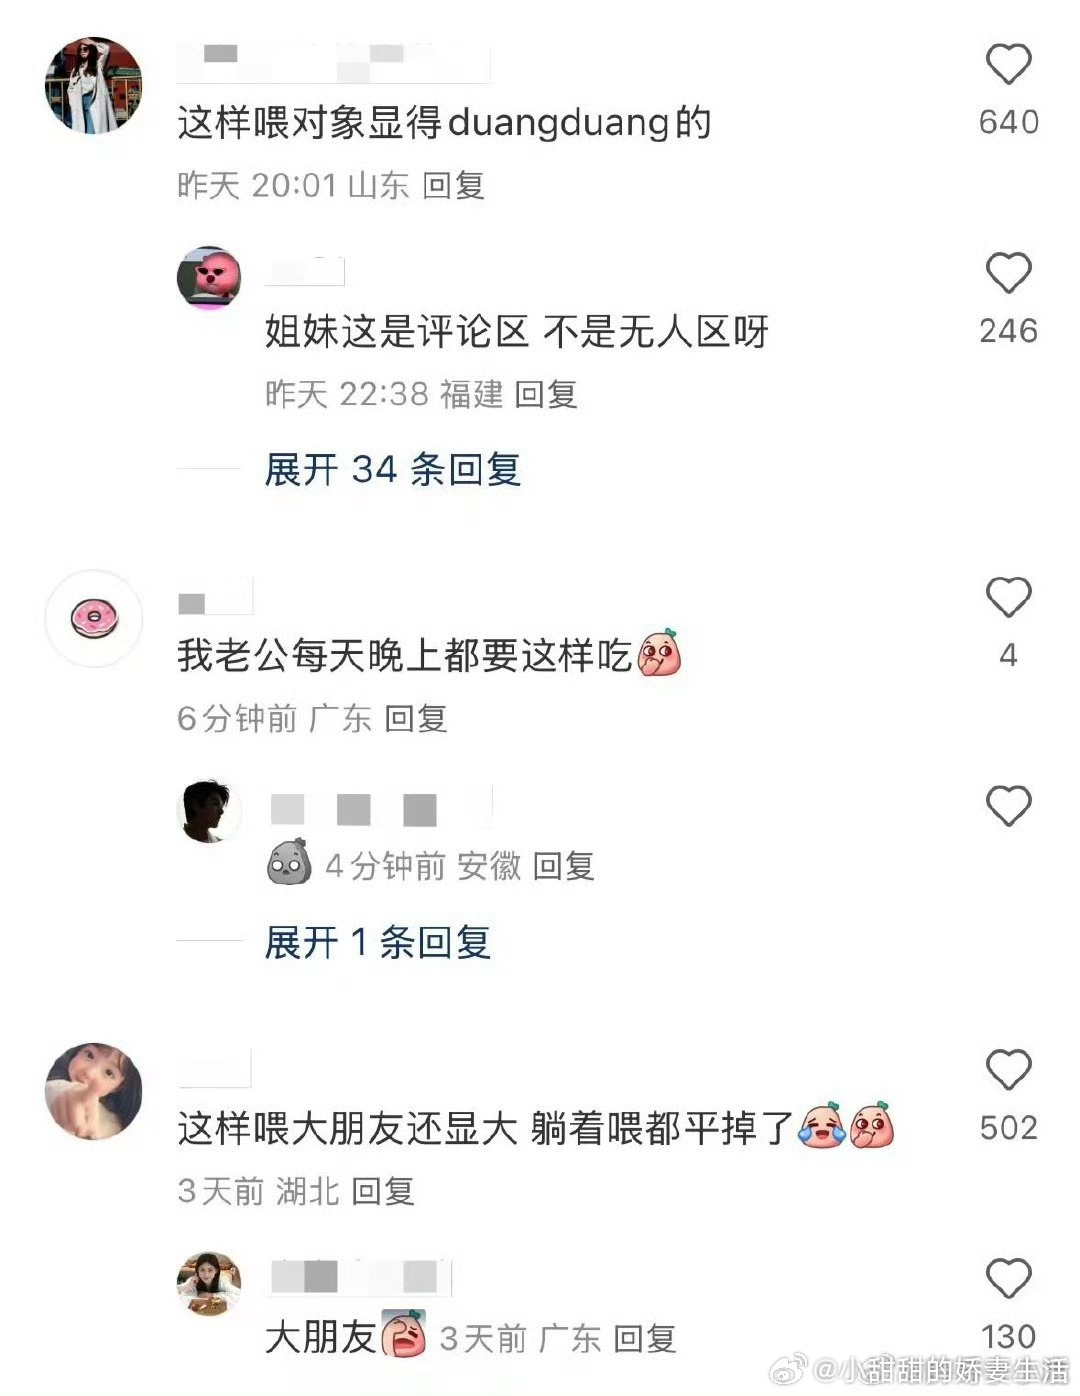 这样喂对象显得duangduang的
640
昨天 20:01 山东 回复
姐妹这是评论区 不是无人区呀
246
昨天 22:38 福建 回复
展开 34 条回复
我老公每天晚上都要这样吃
4
6分钟前 广东 回复
4分钟前 安徽 回复
展开 1 条回复
这样喂大朋友还显大 躺着喂都平掉了
502
3天前 湖北 回复
大朋友 3天前 广东 回复
130
@小甜甜的娇妻生活